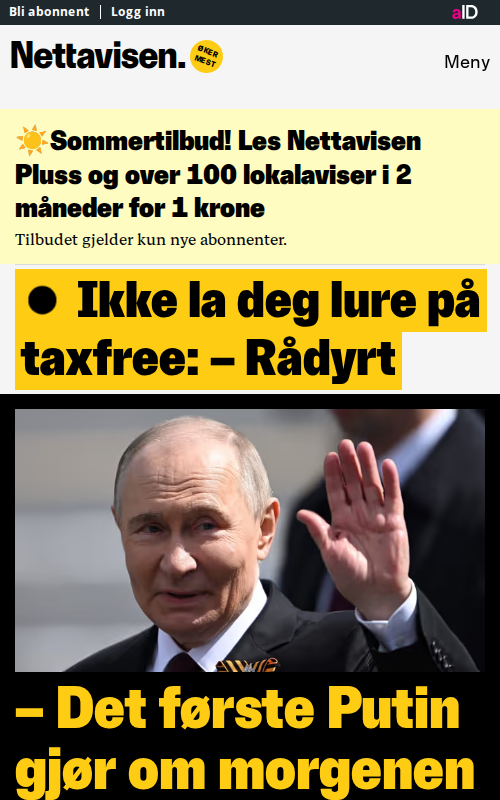 Bli abonnent | Logg inn
aID
Nettavisen.
ØKER
MEST
Meny
☀️Sommertilbud! Les Nettavisen
Pluss og over 100 lokalaviser i 2
måneder for 1 krone
Tilbudet gjelder kun nye abonnenter.
● Ikke la deg lure på
taxfree: – Rådyrt
– Det første Putin
gjør om morgenen